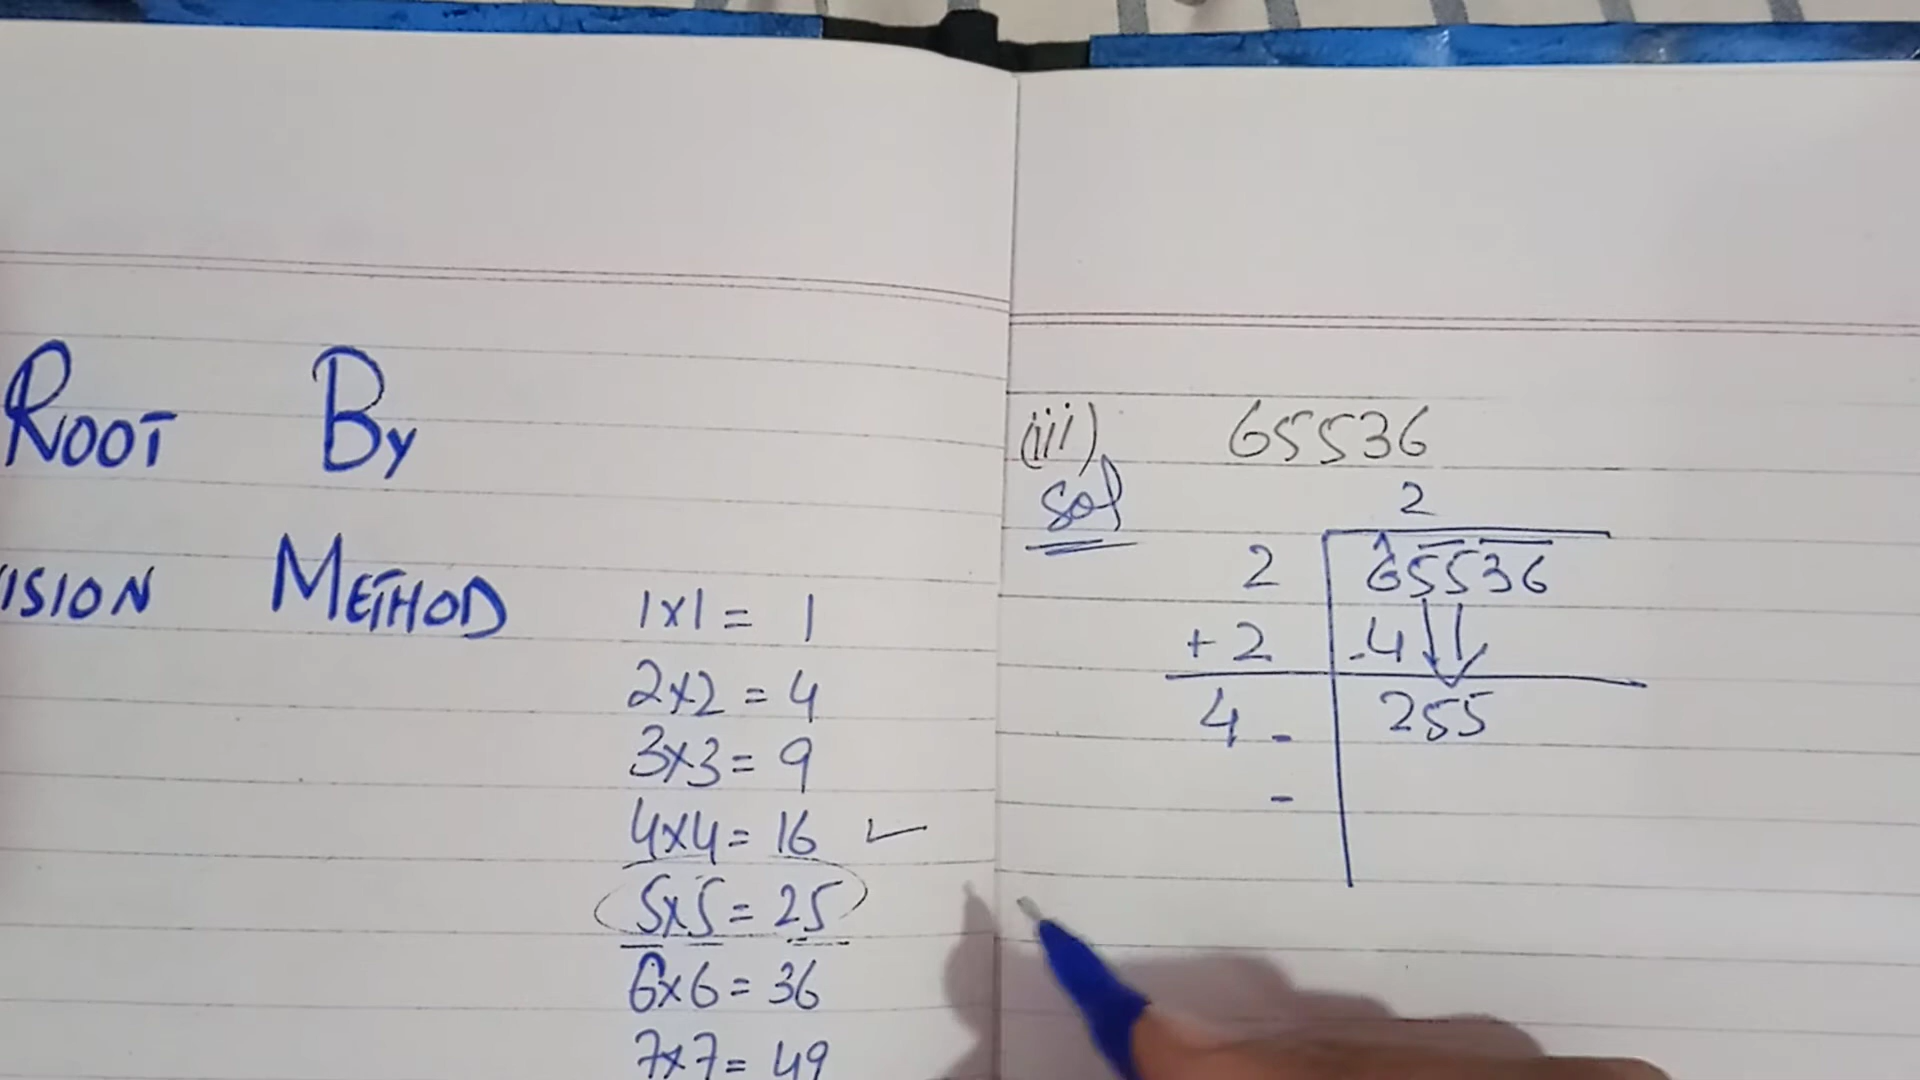 ROOT By
ISION METHOD
1x1 = 1
2x2 = 4
3x3 = 9
4x4 = 16 ✓
5x5 = 25
6x6 = 36
7x7 = 49
(iii) 65536
Sol
2
2 65536
+ 2 -4
4 - 255
-